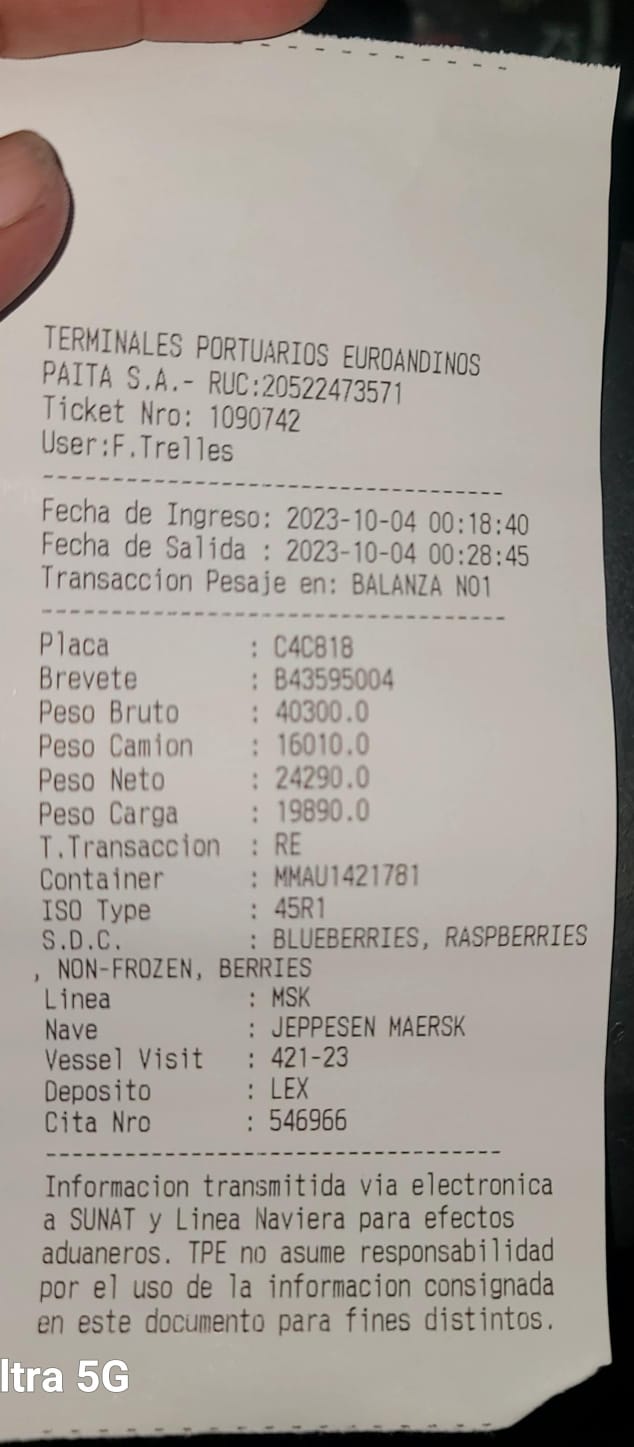 TERMINALES PORTUARIOS EUROANDINOS
PAITA S.A.- RUC:20522473571
Ticket Nro: 1090742
User:F.Trelles
Fecha de Ingreso: 2023-10-04 00:18:40
Fecha de Salida : 2023-10-04 00:28:45
Transaccion Pesaje en: BALANZA NO1
Placa : C4C818
Brevete : B43595004
Peso Bruto : 40300.0
Peso Camion : 16010.0
Peso Neto : 24290.0
Peso Carga : 19890.0
T.Transaccion : RE
Container : MMAU1421781
ISO Type : 45R1
S.D.C. : BLUEBERRIES, RASPBERRIES
, NON-FROZEN, BERRIES
Linea : MSK
Nave : JEPPESEN MAERSK
Vessel Visit : 421-23
Deposito : LEX
Cita Nro : 546966
Informacion transmitida via electronica
a SUNAT y Linea Naviera para efectos
aduaneros. TPE no asume responsabilidad
por el uso de la informacion consignada
en este documento para fines distintos.
ltra 5G